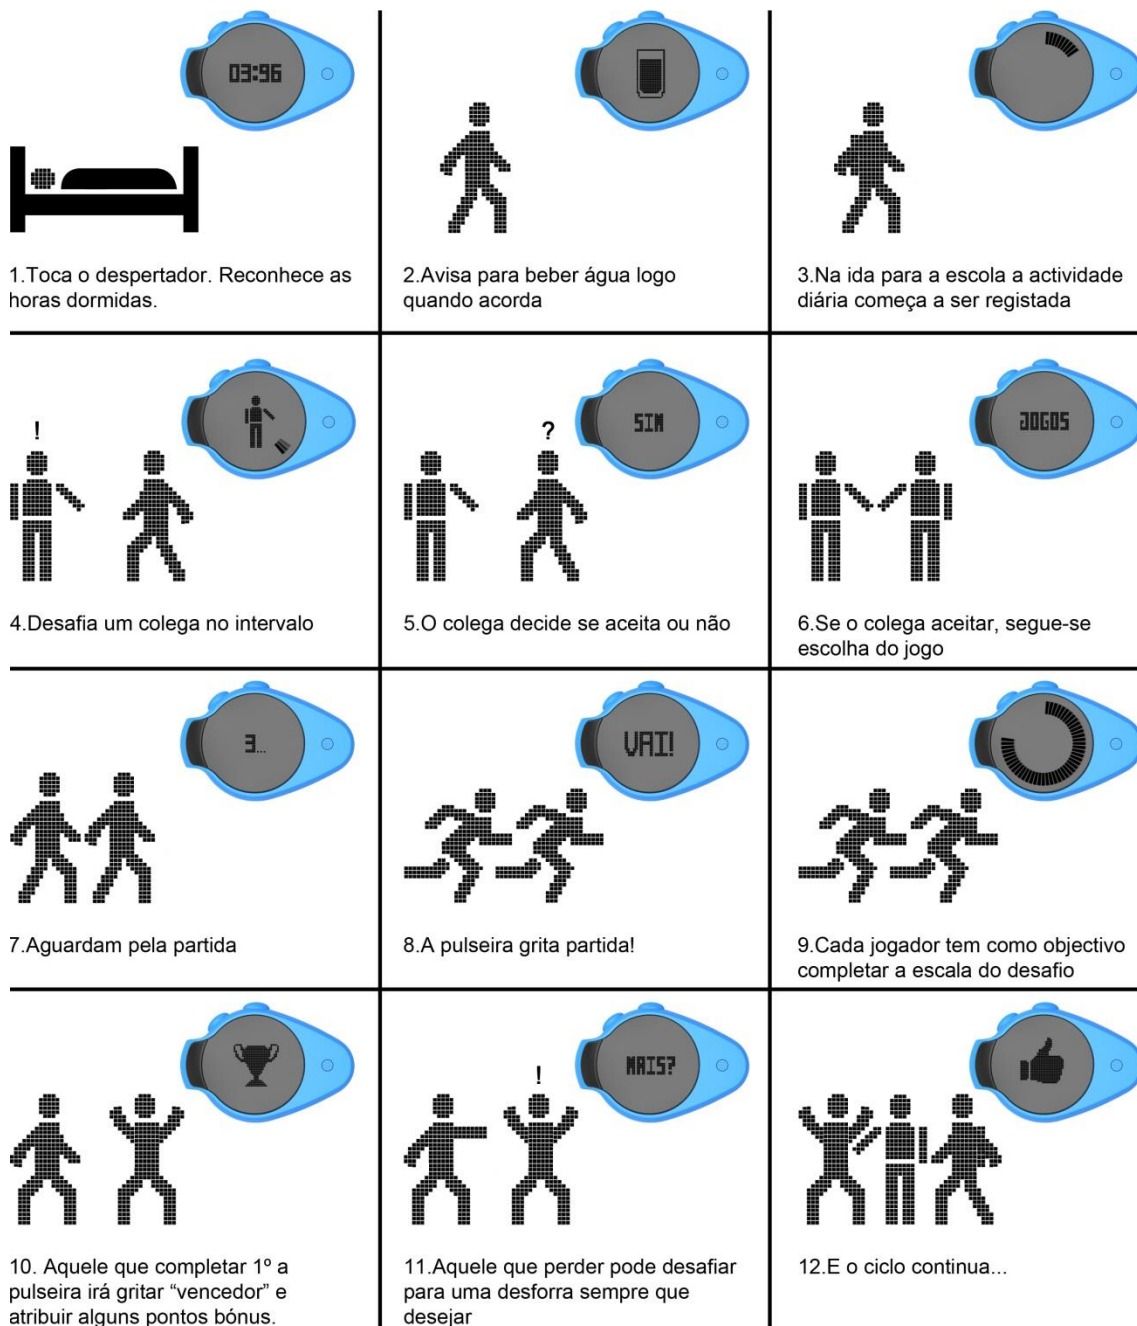 03:96
1.Toca o despertador. Reconhece as
horas dormidas.
2.Avisa para beber água logo
quando acorda
3.Na ida para a escola a actividade
diária começa a ser registada
!
4.Desafia um colega no intervalo
?
SIM
5.O colega decide se aceita ou não
JOGOS
6.Se o colega aceitar, segue-se
escolha do jogo
3...
7.Aguardam pela partida
VAI!
8.A pulseira grita partida!
9.Cada jogador tem como objectivo
completar a escala do desafio
10. Aquele que completar 1º a
pulseira irá gritar “vencedor” e
atribuir alguns pontos bónus.
!
MAIS?
11.Aquele que perder pode desafiar
para uma desforra sempre que
desejar
12.E o ciclo continua...